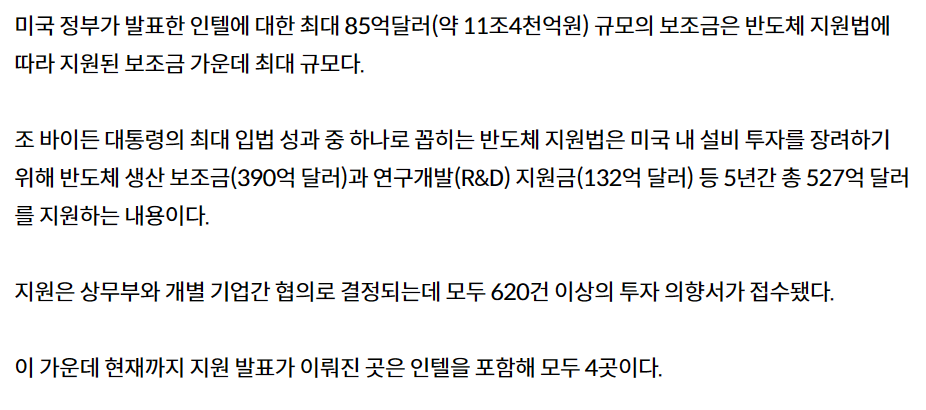 미국 정부가 발표한 인텔에 대한 최대 85억달러(약 11조4천억원) 규모의 보조금은 반도체 지원법에
따라 지원된 보조금 가운데 최대 규모다.
조 바이든 대통령의 최대 입법 성과 중 하나로 꼽히는 반도체 지원법은 미국 내 설비 투자를 장려하기
위해 반도체 생산 보조금(390억 달러)과 연구개발(R&D) 지원금(132억 달러) 등 5년간 총 527억 달러
를 지원하는 내용이다.
지원은 상무부와 개별 기업간 협의로 결정되는데 모두 620건 이상의 투자 의향서가 접수됐다.
이 가운데 현재까지 지원 발표가 이뤄진 곳은 인텔을 포함해 모두 4곳이다.